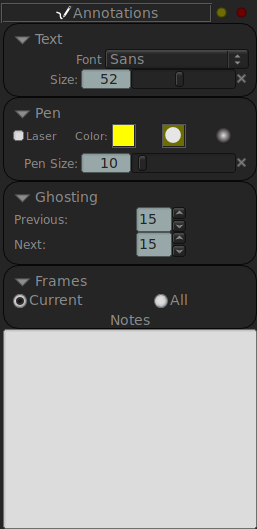 Annotations
Text
Font Sans
Size: 52
Pen
Laser Color:
Pen Size: 10
Ghosting
Previous: 15
Next: 15
Frames
Current All
Notes